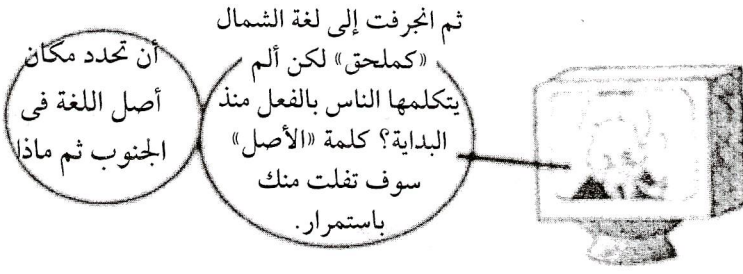 أن تحدد مكان
أصل اللغة فى
الجنوب ثم ماذا
ثم انجرفت إلى لغة الشمال
«كملحق» لكن ألم
يتكلمها الناس بالفعل منذ
البداية؟ كلمة «الأصل»
سوف تفلت منك
باستمرار.